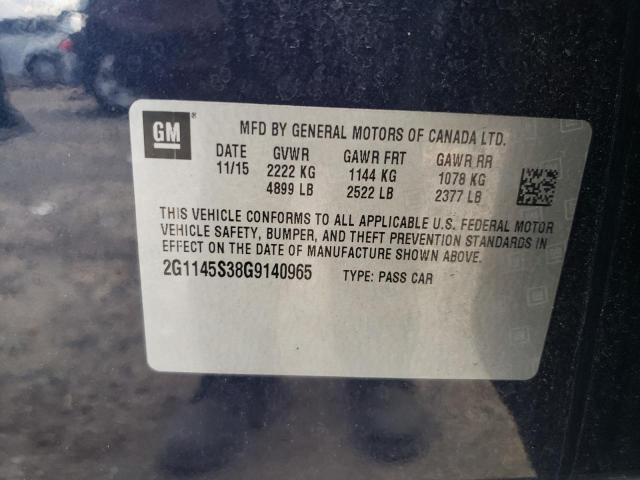 GM ®
MFD BY GENERAL MOTORS OF CANADA LTD.
DATE GVWR GAWR FRT GAWR RR
11/15 2222 KG 1144 KG 1078 KG
4899 LB 2522 LB 2377 LB
THIS VEHICLE CONFORMS TO ALL APPLICABLE U.S. FEDERAL MOTOR
VEHICLE SAFETY, BUMPER, AND THEFT PREVENTION STANDARDS IN
EFFECT ON THE DATE OF MANUFACTURE SHOWN ABOVE.
2G1145S38G9140965 TYPE: PASS CAR